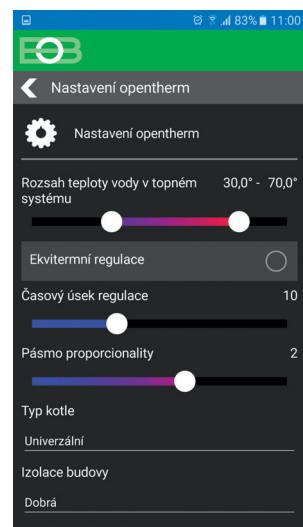 83% 11:00
EOB
Nastavení opentherm
Nastavení opentherm
Rozsah teploty vody v topném systému 30,0° - 70,0°
Ekvitermní regulace
Časový úsek regulace 10
Pásmo proporcionality 2
Typ kotle
Univerzální
Izolace budovy
Dobrá